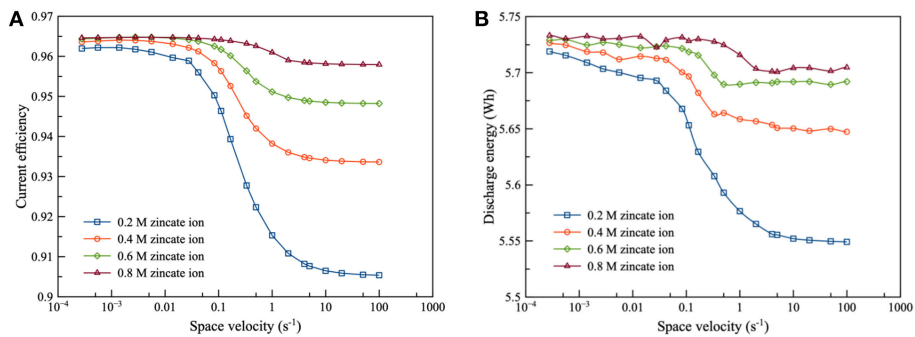 A
0.97
0.96
0.95
0.94
0.93
0.92
0.91
0.9
Current efficiency
0.2 M zincate ion
0.4 M zincate ion
0.6 M zincate ion
0.8 M zincate ion
10⁻⁴ 10⁻³ 0.01 0.1 1 10 100 1000
Space velocity (s⁻¹)
B
5.75
5.7
5.65
5.6
5.55
5.5
Discharge energy (Wh)
0.2 M zincate ion
0.4 M zincate ion
0.6 M zincate ion
0.8 M zincate ion
10⁻⁴ 10⁻³ 0.01 0.1 1 10 100 1000
Space velocity (s⁻¹)